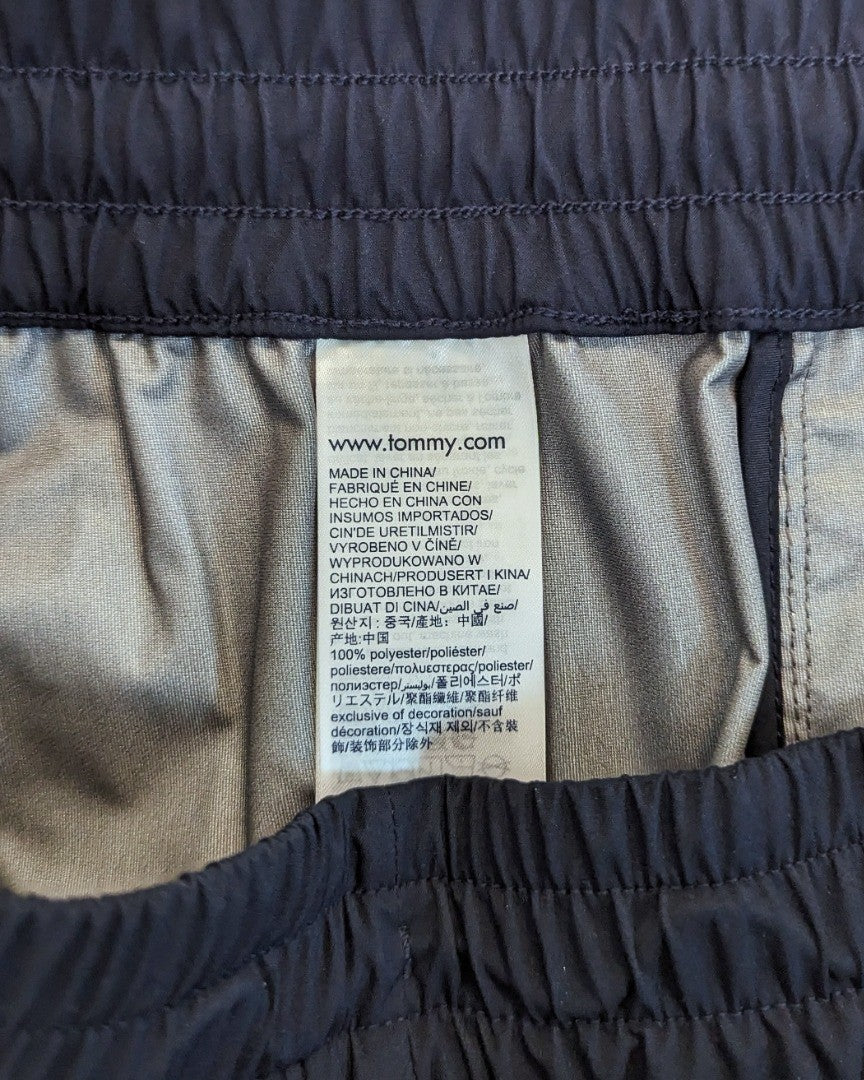 www.tommy.com
MADE IN CHINA/
FABRIQUÉ EN CHINE/
HECHO EN CHINA CON
INSUMOS IMPORTADOS/
CIN'DE URETILMISTIR/
VYROBENO V ČÍNĚ/
WYPRODUKOWANO W
CHINACH/PRODUSERT I KINA/
ИЗГОТОВЛЕНО В КИТАЕ/
DIBUAT DI CINA/صنع في الصين/
원산지 : 중국/產地：中國/
产地:中国
100% polyester/poliéster/
poliestere/πολυεστερας/poliester/
полиэстер/بوليستر/폴리에스터/ポ
リエステル/聚酯纖維/聚酯纤维
exclusive of decoration/sauf
décoration/장식재 제외/不含裝
飾/装饰部分除外